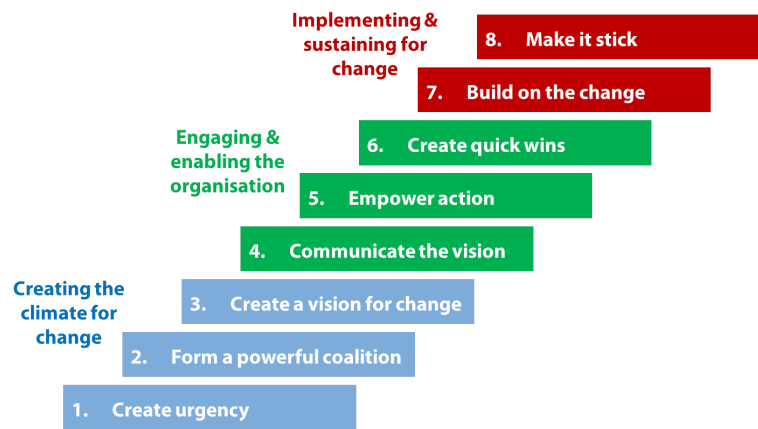 Implementing &
sustaining for
change
8. Make it stick
7. Build on the change
Engaging &
enabling the
organisation
6. Create quick wins
5. Empower action
4. Communicate the vision
Creating the
climate for
change
3. Create a vision for change
2. Form a powerful coalition
1. Create urgency